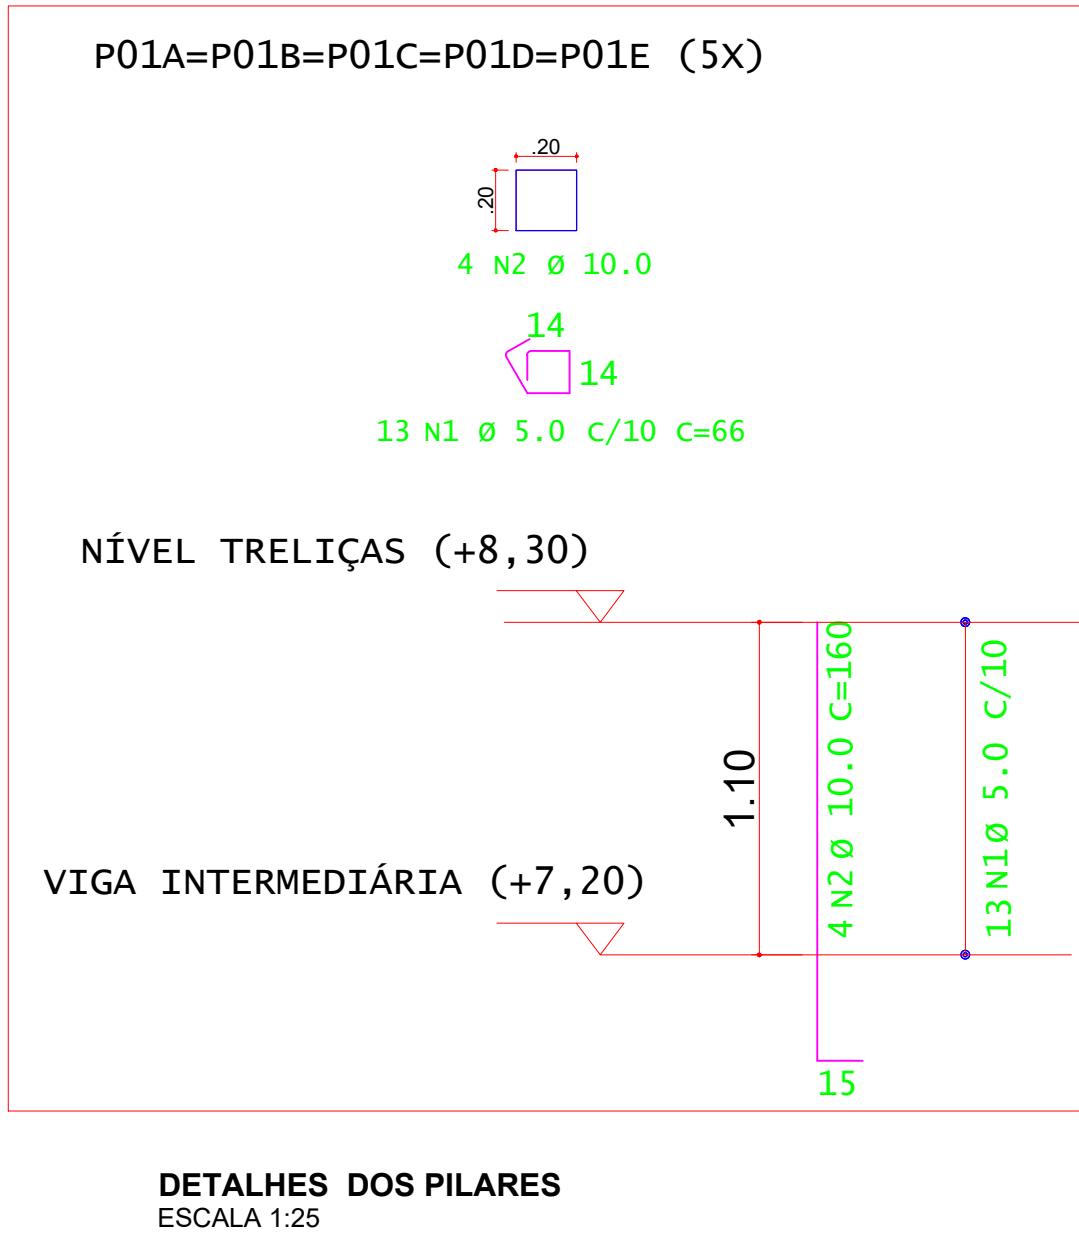 P01A=P01B=P01C=P01D=P01E (5X)
.20
.20
4 N2 Ø 10.0
14
14
13 N1 Ø 5.0 C/10 C=66
NÍVEL TRELIÇAS (+8,30)
1.10
4 N2 Ø 10.0 C=160
13 N1Ø 5.0 C/10
VIGA INTERMEDIÁRIA (+7,20)
15
DETALHES DOS PILARES
ESCALA 1:25